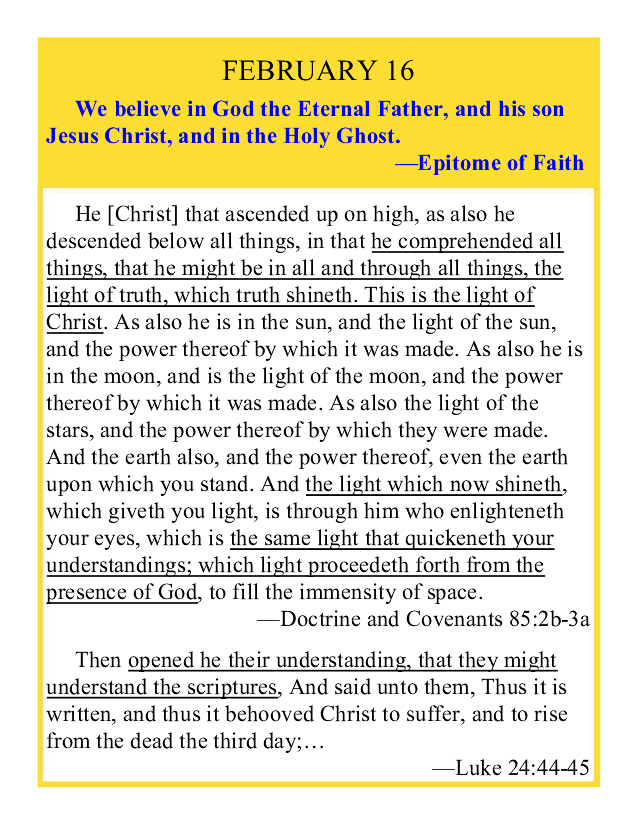 FEBRUARY 16
We believe in God the Eternal Father, and his son
Jesus Christ, and in the Holy Ghost.
—Epitome of Faith
He [Christ] that ascended up on high, as also he
descended below all things, in that he comprehended all
things, that he might be in all and through all things, the
light of truth, which truth shineth. This is the light of
Christ. As also he is in the sun, and the light of the sun,
and the power thereof by which it was made. As also he is
in the moon, and is the light of the moon, and the power
thereof by which it was made. As also the light of the
stars, and the power thereof by which they were made.
And the earth also, and the power thereof, even the earth
upon which you stand. And the light which now shineth,
which giveth you light, is through him who enlighteneth
your eyes, which is the same light that quickeneth your
understandings; which light proceedeth forth from the
presence of God, to fill the immensity of space.
—Doctrine and Covenants 85:2b-3a
Then opened he their understanding, that they might
understand the scriptures, And said unto them, Thus it is
written, and thus it behooved Christ to suffer, and to rise
from the dead the third day;…
—Luke 24:44-45